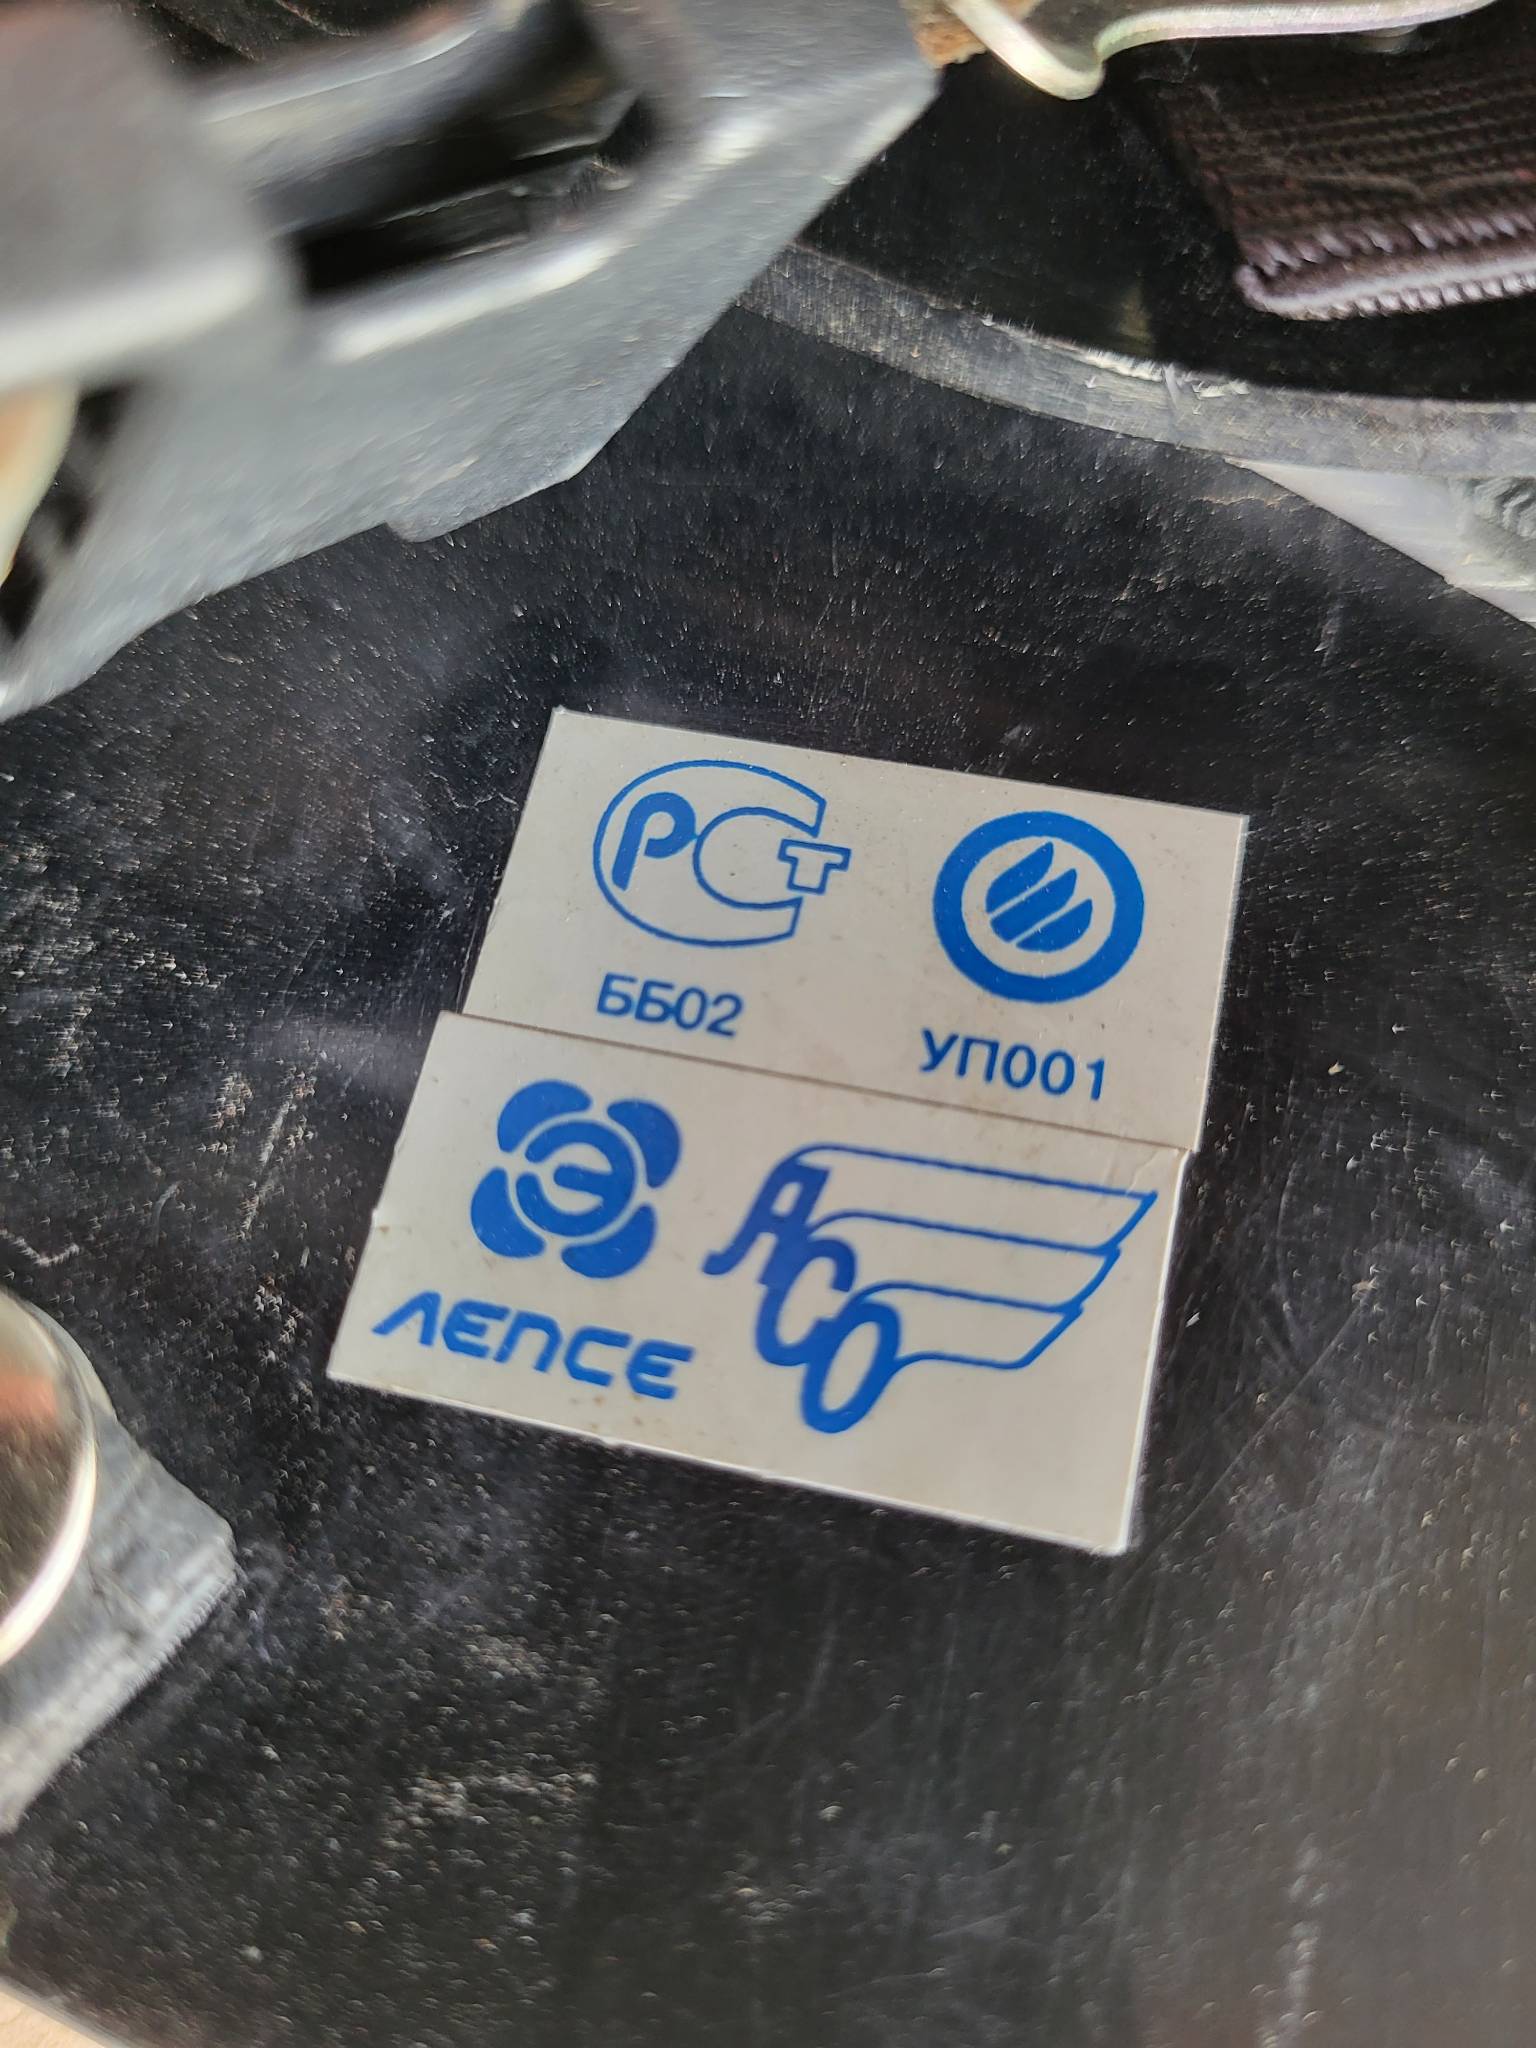 РСТ
ББ02
УП001
Э
ЛЕПСЕ
АСО